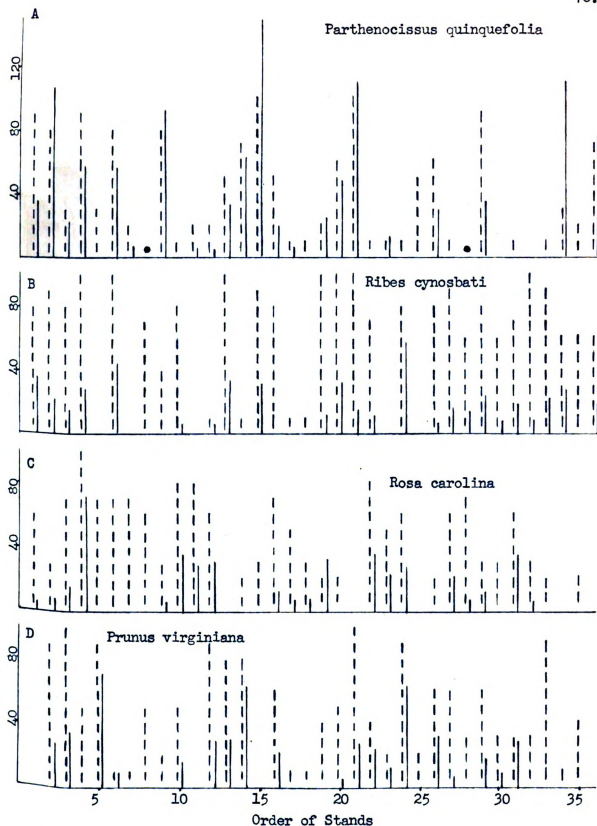 A
Parthenocissus quinquefolia
120
80
40
B
Ribes cynosbati
80
40
C
Rosa carolina
80
40
D
Prunus virginiana
80
40
5 10 15 20 25 30 35
Order of Stands